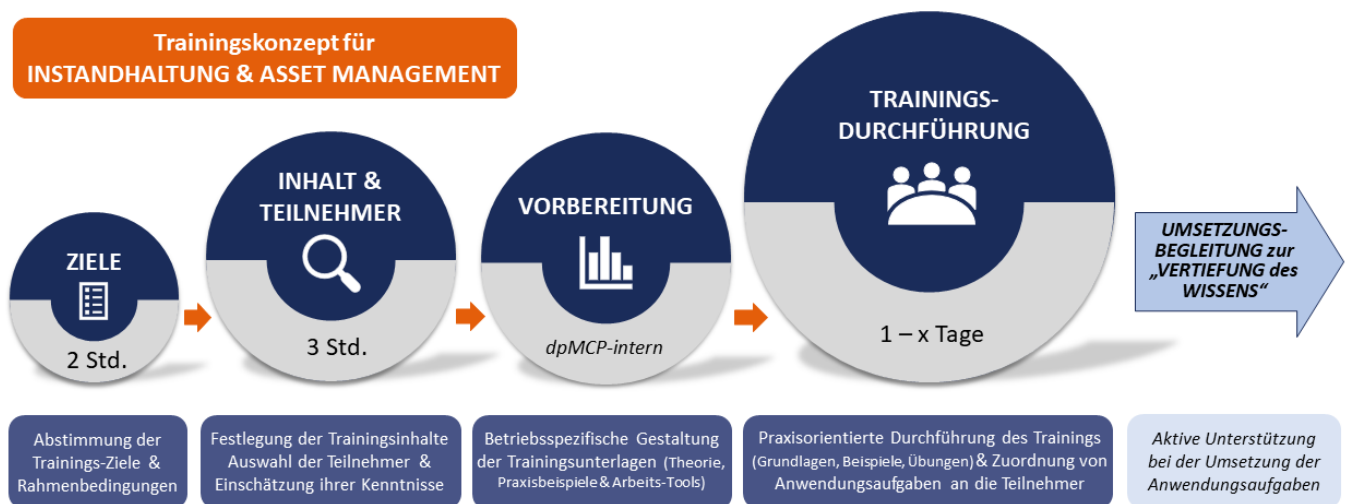 Trainingskonzept für
INSTANDHALTUNG & ASSET MANAGEMENT
ZIELE
2 Std.
INHALT &
TEILNEHMER
3 Std.
VORBEREITUNG
dpMCP-intern
TRAININGS-
DURCHFÜHRUNG
1 – x Tage
UMSETZUNGS-
BEGLEITUNG zur
„VERTIEFUNG des
WISSENS“
Abstimmung der
Trainings-Ziele &
Rahmenbedingungen
Festlegung der Trainingsinhalte
Auswahl der Teilnehmer &
Einschätzung ihrer Kenntnisse
Betriebsspezifische Gestaltung
der Trainingsunterlagen (Theorie,
Praxisbeispiele & Arbeits-Tools)
Praxisorientierte Durchführung des Trainings
(Grundlagen, Beispiele, Übungen) & Zuordnung von
Anwendungsaufgaben an die Teilnehmer
Aktive Unterstützung
bei der Umsetzung der
Anwendungsaufgaben